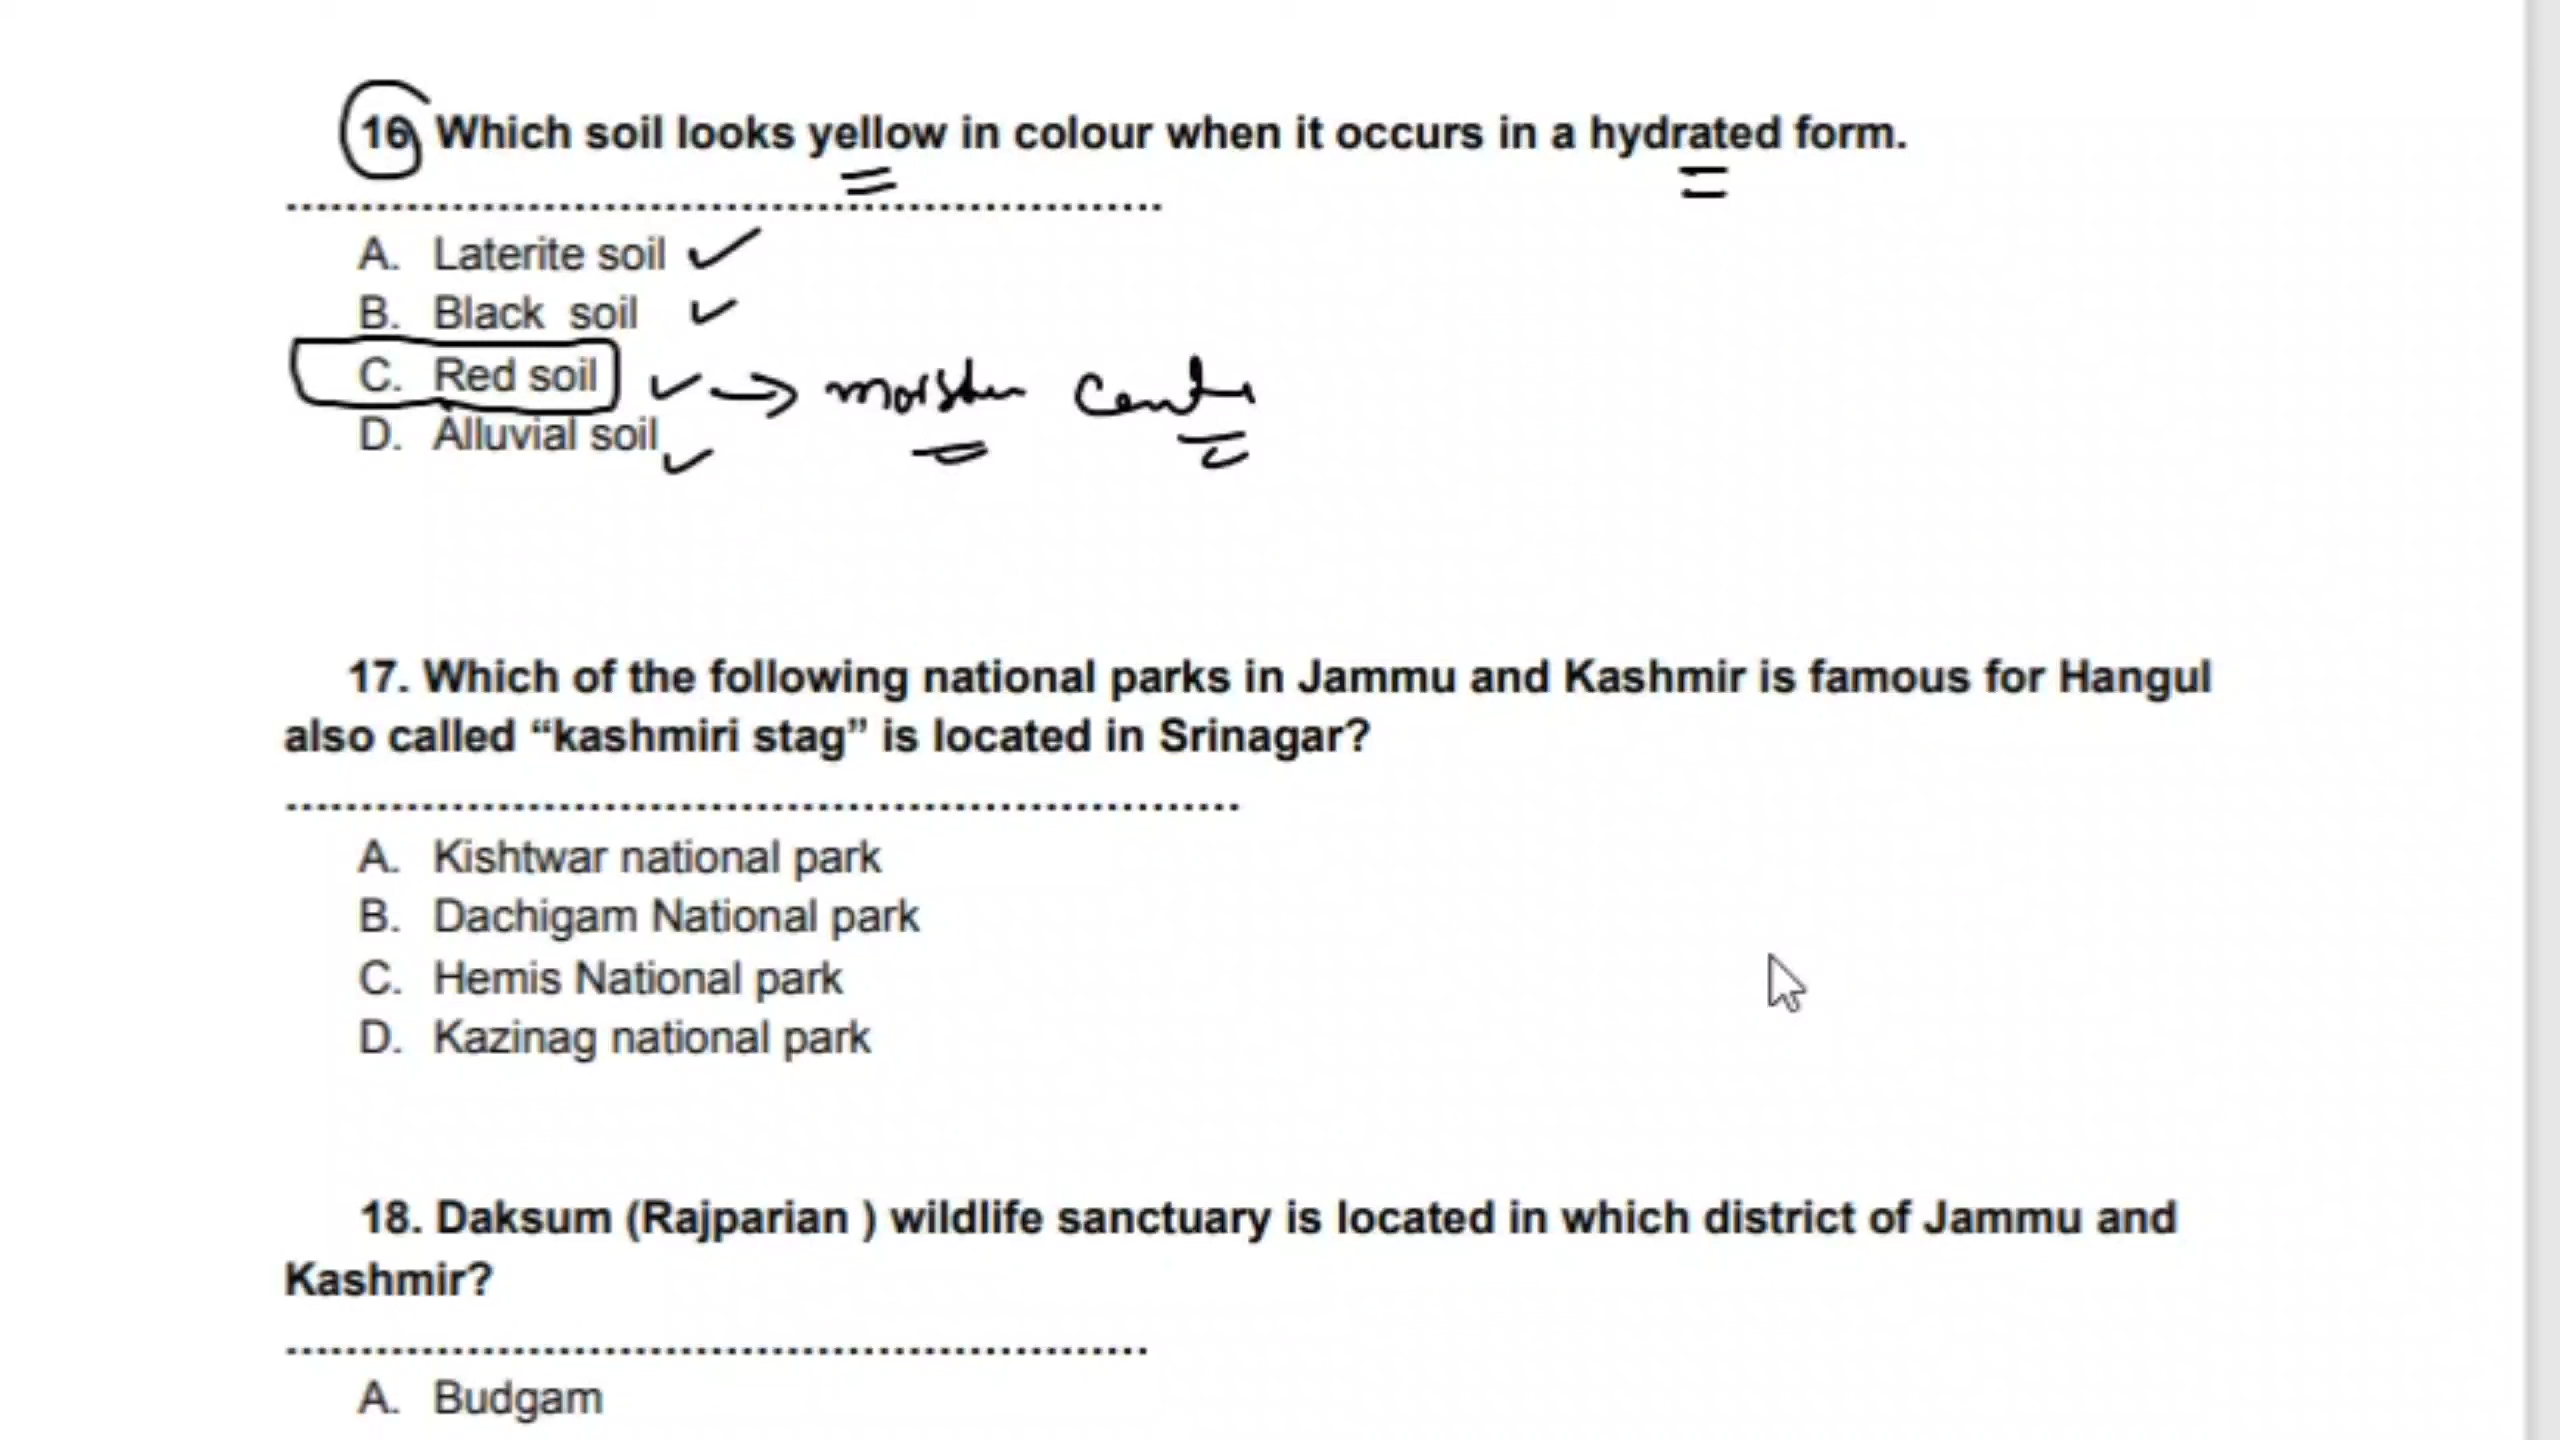 16. Which soil looks yellow in colour when it occurs in a hydrated form.
......................................................
A. Laterite soil
B. Black soil
C. Red soil
D. Alluvial soil
17. Which of the following national parks in Jammu and Kashmir is famous for Hangul
also called “kashmiri stag” is located in Srinagar?
...........................................................
A. Kishtwar national park
B. Dachigam National park
C. Hemis National park
D. Kazinag national park
18. Daksum (Rajparian ) wildlife sanctuary is located in which district of Jammu and
Kashmir?
.....................................................
A. Budgam